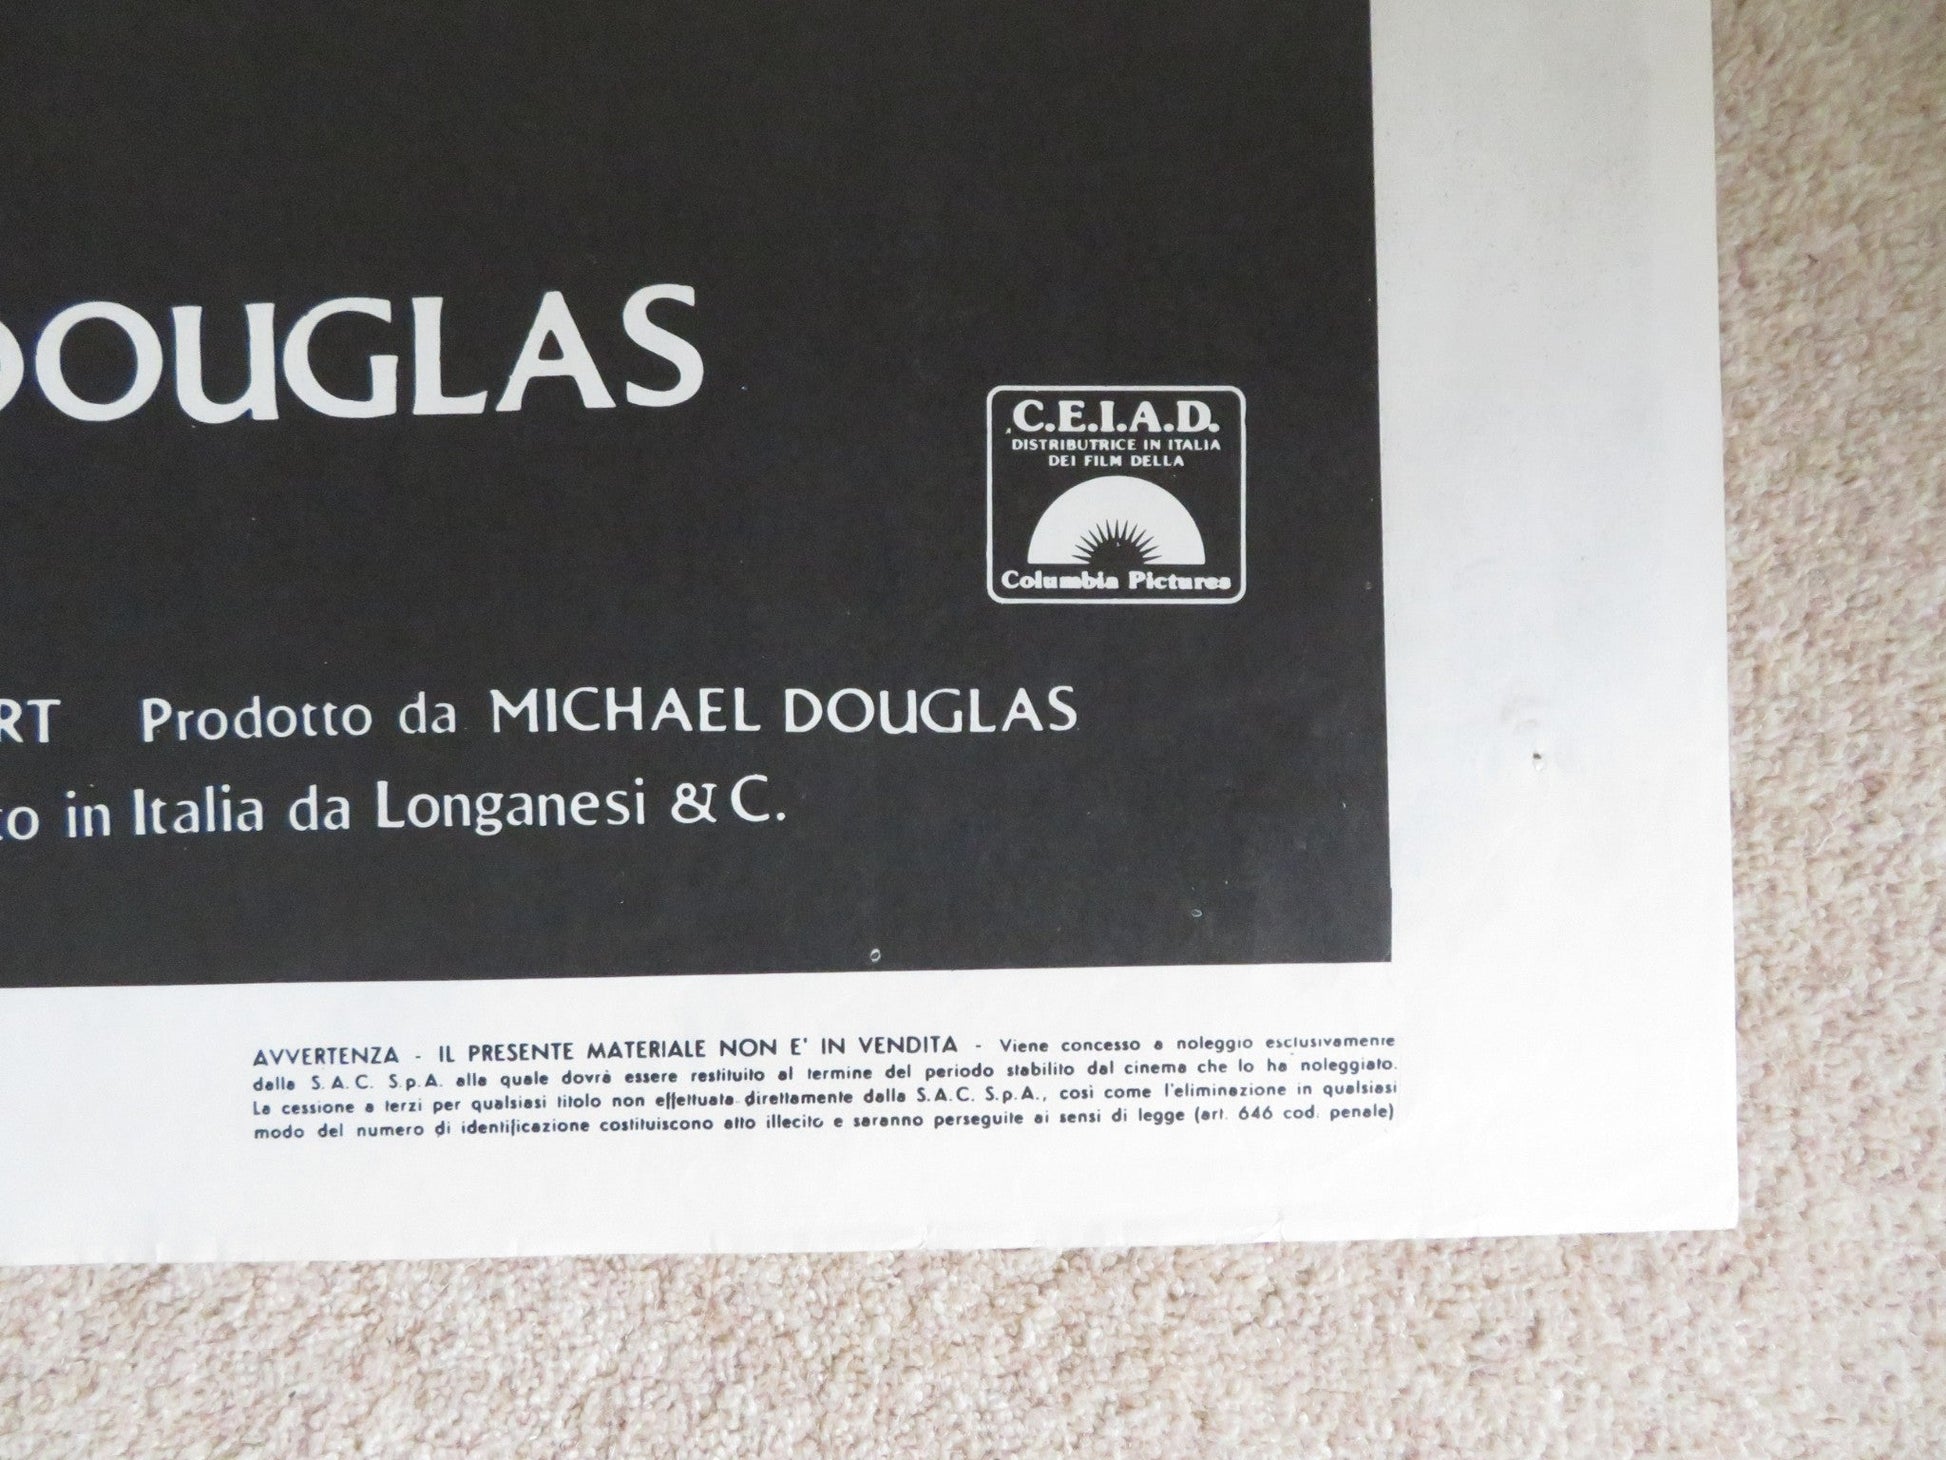 DOUGLAS
C.E.I.A.D.
DISTRIBUTRICE IN ITALIA
DEI FILM DELLA
Columbia Pictures
RT Prodotto da MICHAEL DOUGLAS
to in Italia da Longanesi & C.
AVVERTENZA - IL PRESENTE MATERIALE NON E' IN VENDITA - Viene concesso a noleggio esclusivamente
dalla S.A.C. S.p.A. alla quale dovrà essere restituito al termine del periodo stabilito dal cinema che lo ha noleggiato.
La cessione a terzi per qualsiasi titolo non effettuata direttamente dalla S.A.C. S.p.A., così come l'eliminazione in qualsiasi
modo del numero di identificazione costituiscono atto illecito e saranno perseguite ai sensi di legge (art. 646 cod. penale)